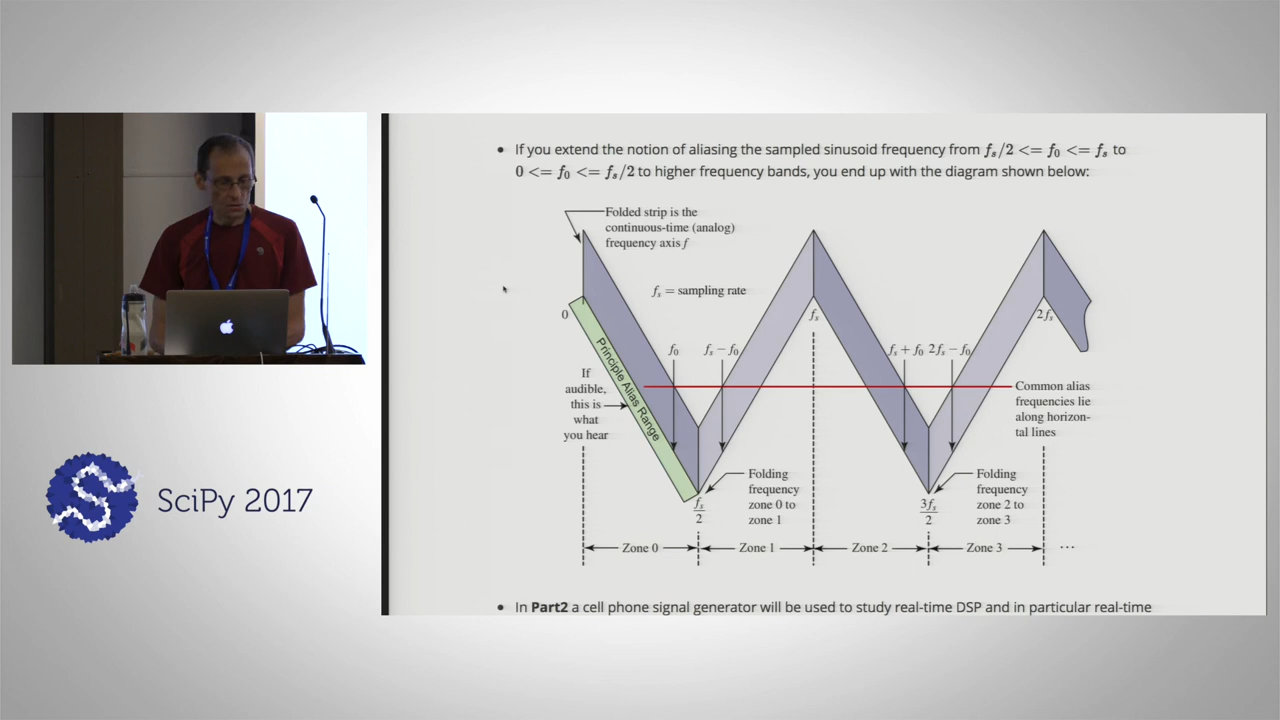 • If you extend the notion of aliasing the sampled sinusoid frequency from fs/2 <= f0 <= fs to
0 <= f0 <= fs/2 to higher frequency bands, you end up with the diagram shown below:
Folded strip is the
continuous-time (analog)
frequency axis f
fs = sampling rate
0
fs
2fs
Principle Alias Range
f0
fs − f0
fs + f0
2fs − f0
If
audible,
this is
what
you hear
Common alias
frequencies lie
along horizon-
tal lines
Folding
frequency
zone 0 to
zone 1
Folding
frequency
zone 2 to
zone 3
fs
2
3fs
2
Zone 0
Zone 1
Zone 2
Zone 3
...
• In Part2 a cell phone signal generator will be used to study real-time DSP and in particular real-time
SciPy 2017